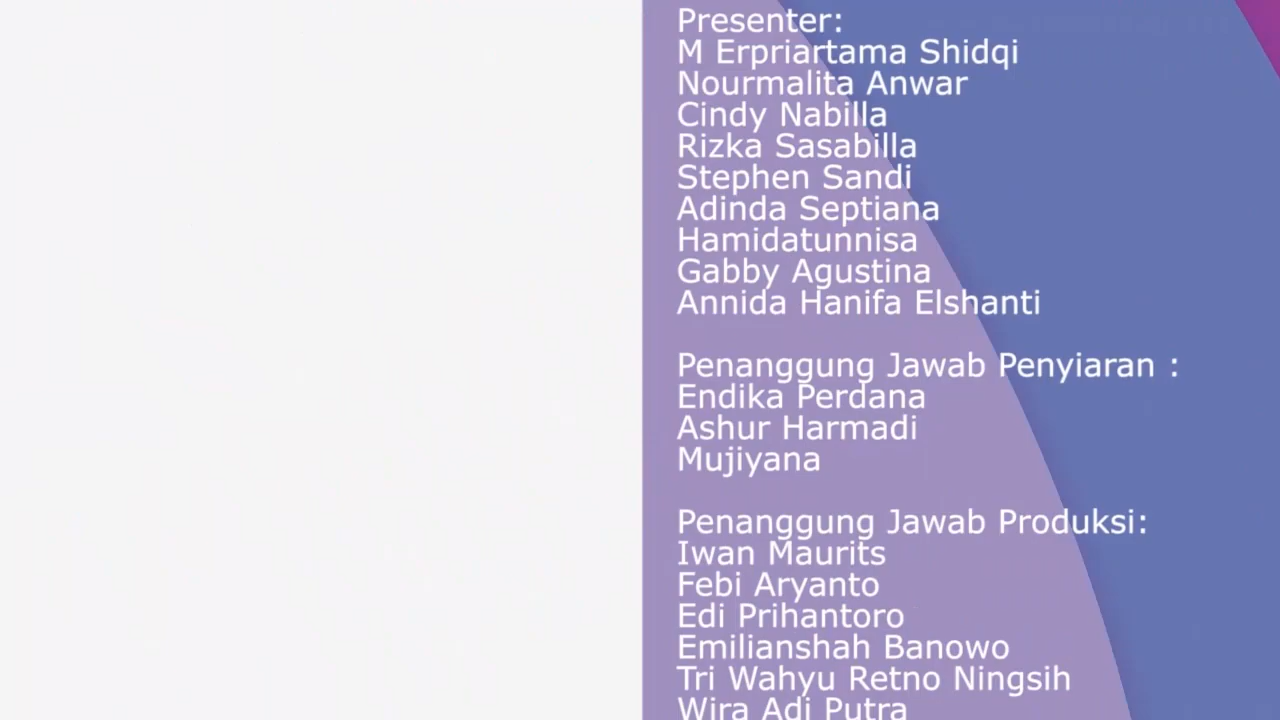 Presenter:
M Erpriartama Shidqi
Nourmalita Anwar
Cindy Nabilla
Rizka Sasabilla
Stephen Sandi
Adinda Septiana
Hamidatunnisa
Gabby Agustina
Annida Hanifa Elshanti
Penanggung Jawab Penyiaran :
Endika Perdana
Ashur Harmadi
Mujiyana
Penanggung Jawab Produksi:
Iwan Maurits
Febi Aryanto
Edi Prihantoro
Emilianshah Banowo
Tri Wahyu Retno Ningsih
Wira Adi Putra